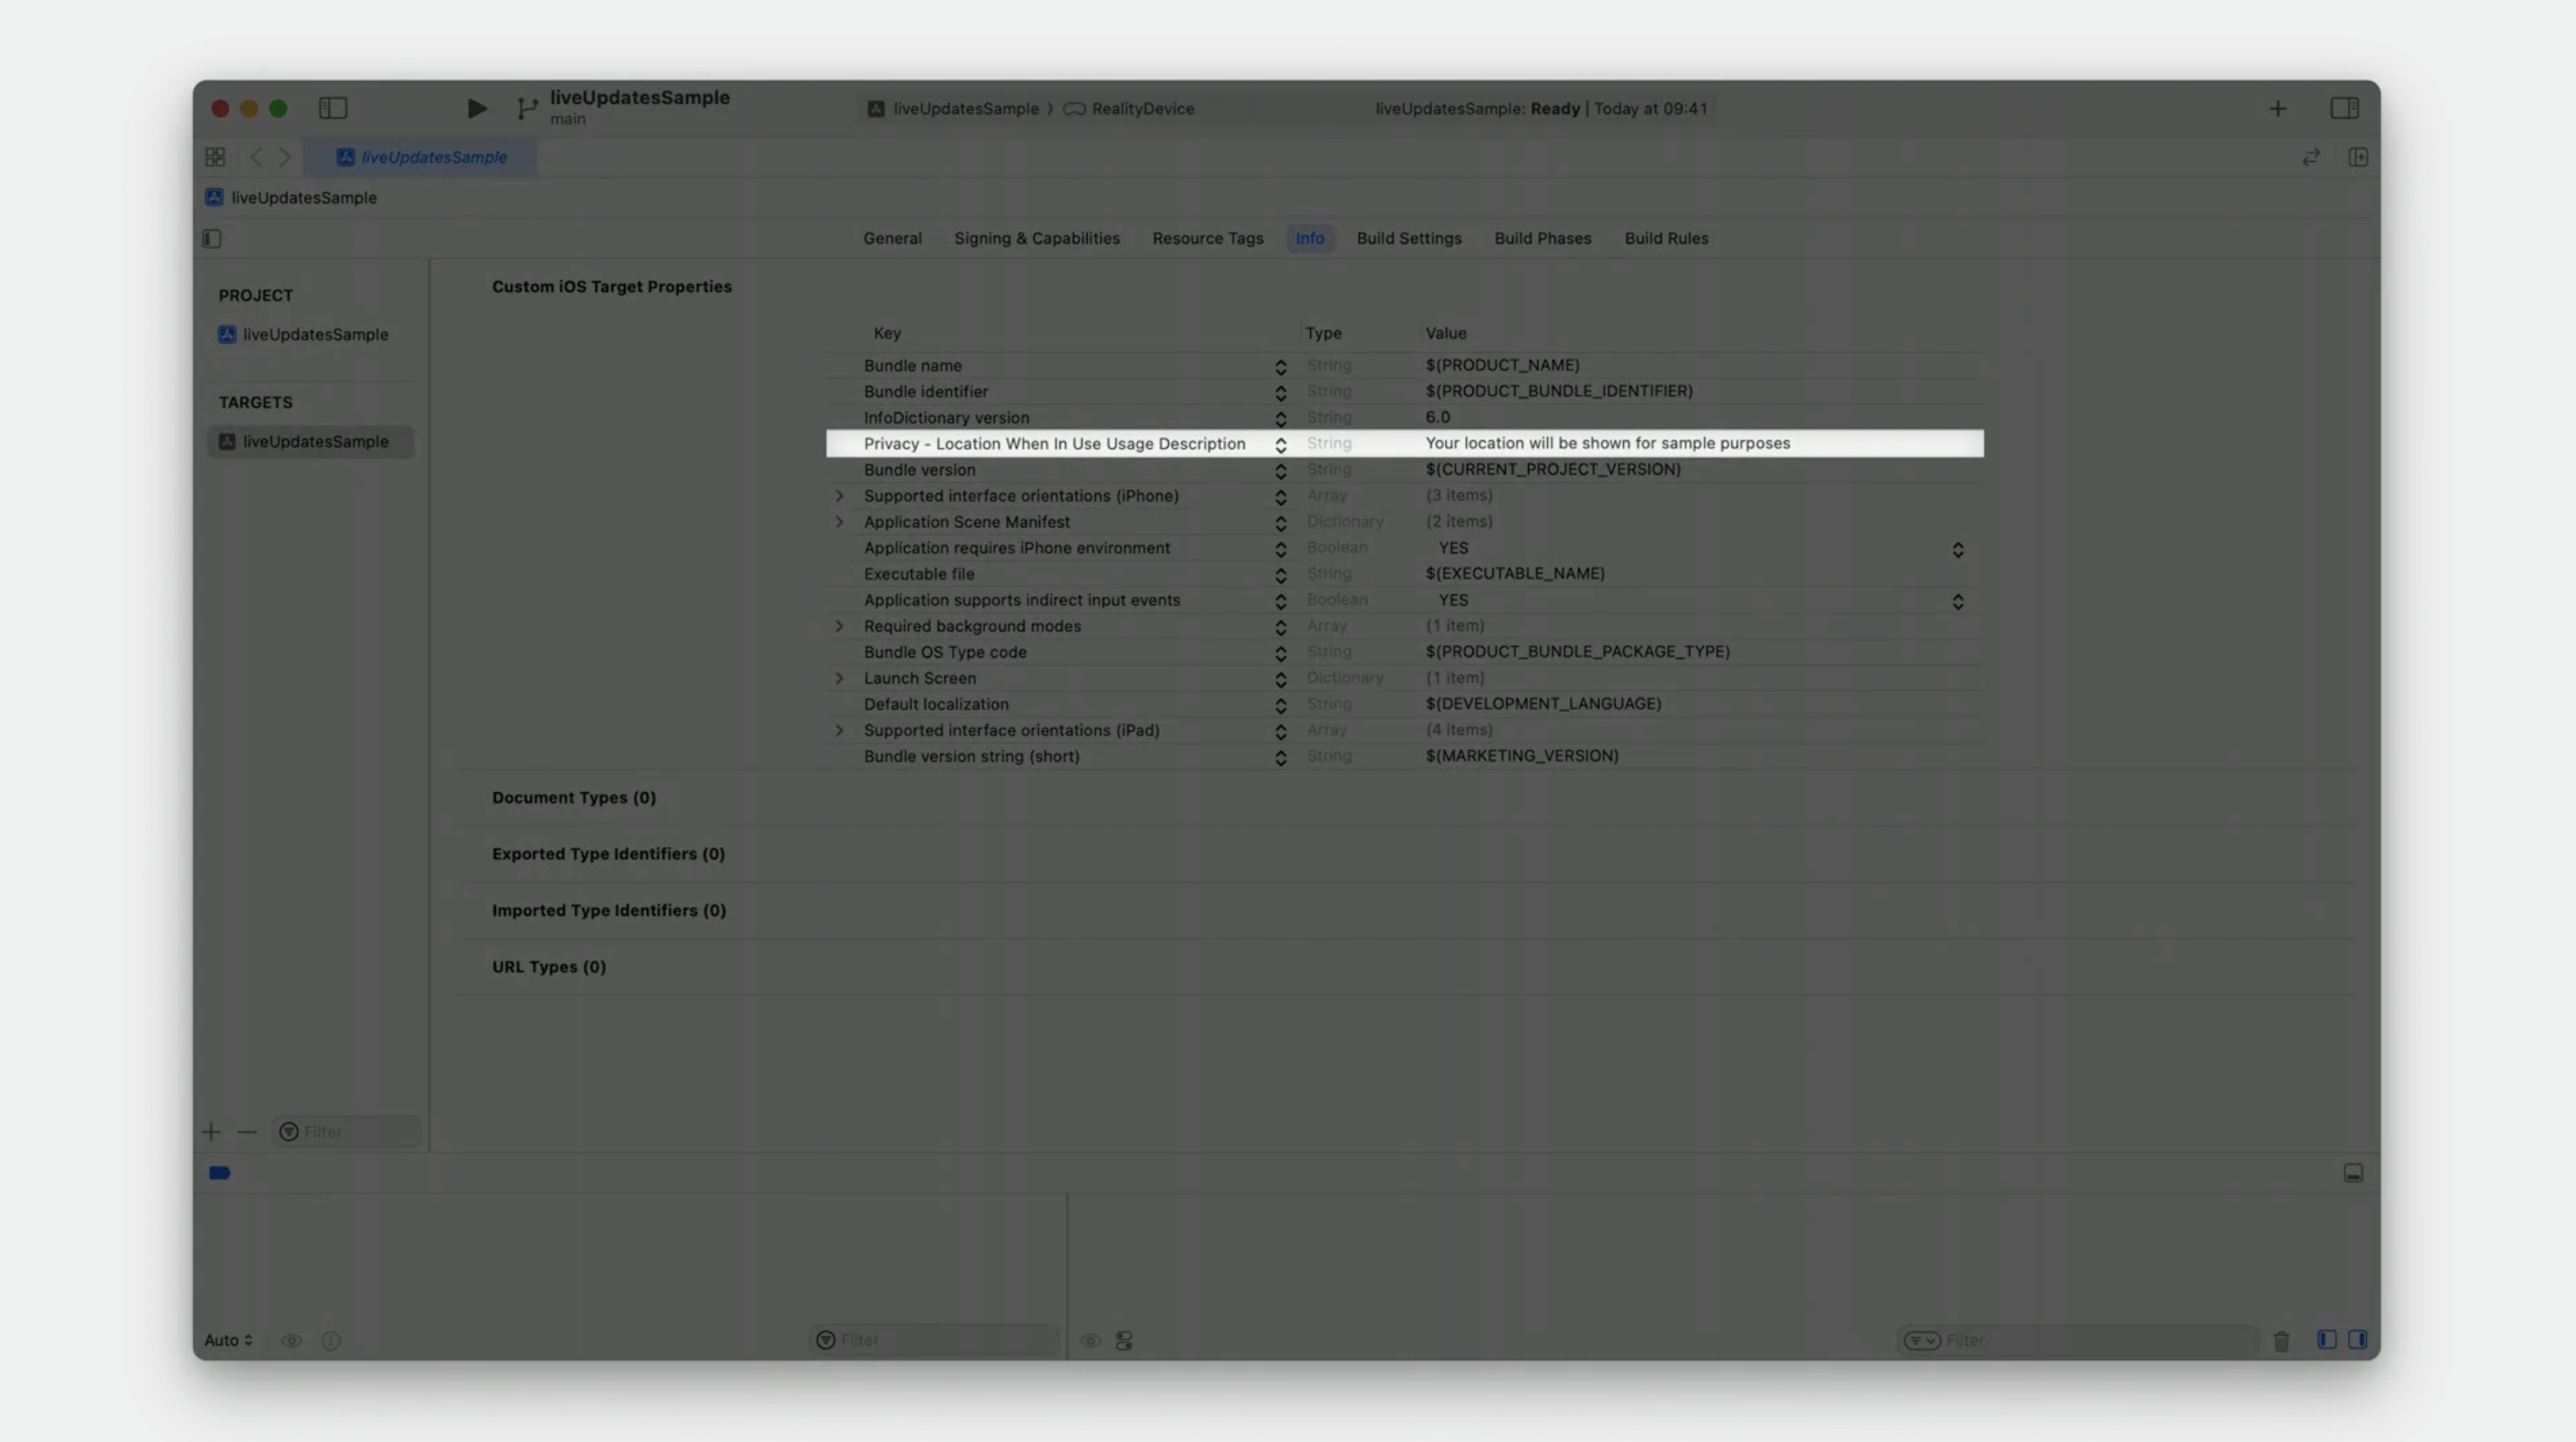 liveUpdatesSample
main
liveUpdatesSample
RealityDevice
liveUpdatesSample: Ready | Today at 09:41
liveUpdatesSample
liveUpdatesSample
General Signing & Capabilities Resource Tags Info Build Settings Build Phases Build Rules
PROJECT
liveUpdatesSample
TARGETS
liveUpdatesSample
Custom iOS Target Properties
Key Type Value
Bundle name String $(PRODUCT_NAME)
Bundle identifier String $(PRODUCT_BUNDLE_IDENTIFIER)
InfoDictionary version String 6.0
Privacy - Location When In Use Usage Description String Your location will be shown for sample purposes
Bundle version String $(CURRENT_PROJECT_VERSION)
Supported interface orientations (iPhone) Array (3 items)
Application Scene Manifest Dictionary (2 items)
Application requires iPhone environment Boolean YES
Executable file String $(EXECUTABLE_NAME)
Application supports indirect input events Boolean YES
Required background modes Array (1 item)
Bundle OS Type code String $(PRODUCT_BUNDLE_PACKAGE_TYPE)
Launch Screen Dictionary (1 item)
Default localization String $(DEVELOPMENT_LANGUAGE)
Supported interface orientations (iPad) Array (4 items)
Bundle version string (short) String $(MARKETING_VERSION)
Document Types (0)
Exported Type Identifiers (0)
Imported Type Identifiers (0)
URL Types (0)
Filter
Auto
Filter
Filter